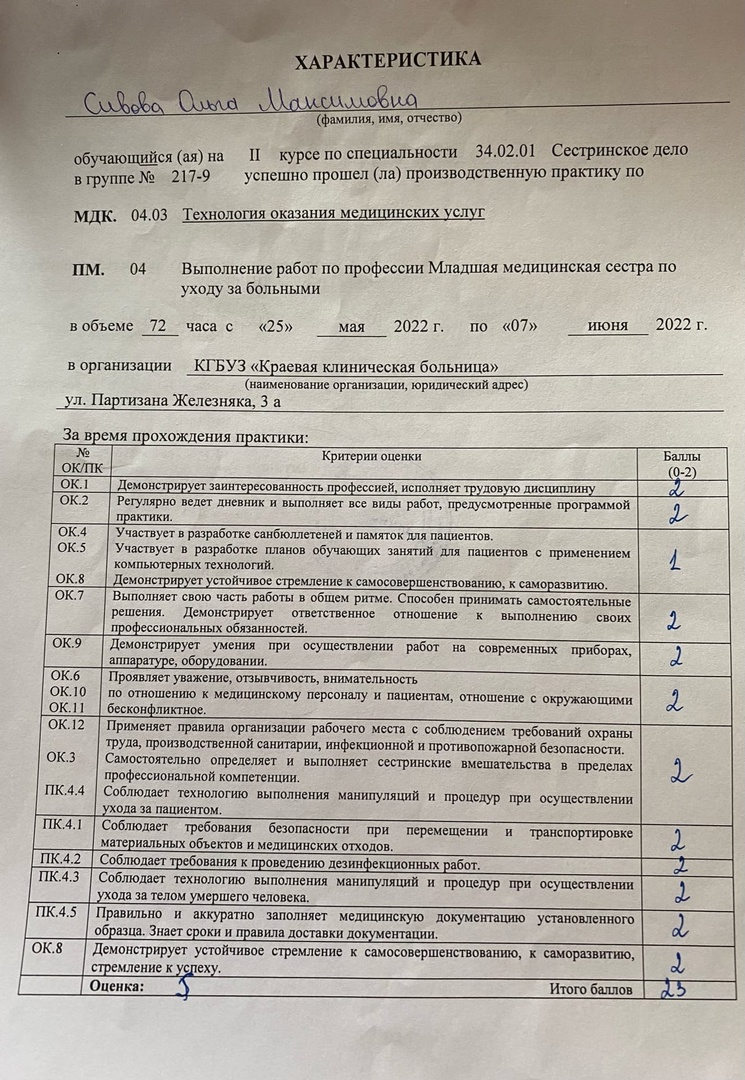 ХАРАКТЕРИСТИКА
Сивова Ольга Максимовна
(фамилия, имя, отчество)
обучающийся (ая) на II курсе по специальности 34.02.01 Сестринское дело
в группе № 217-9 успешно прошел (ла) производственную практику по
МДК. 04.03 Технология оказания медицинских услуг
ПМ. 04 Выполнение работ по профессии Младшая медицинская сестра по
уходу за больными
в объеме 72 часа с «25» мая 2022 г. по «07» июня 2022 г.
в организации КГБУЗ «Краевая клиническая больница»
(наименование организации, юридический адрес)
ул. Партизана Железняка, 3 а
За время прохождения практики:
№ Критерии оценки Баллы
ОК/ПК (0-2)
ОК.1 Демонстрирует заинтересованность профессией, исполняет трудовую дисциплину 2
ОК.2 Регулярно ведет дневник и выполняет все виды работ, предусмотренные программой
практики. 2
ОК.4 Участвует в разработке санбюллетеней и памяток для пациентов.
ОК.5 Участвует в разработке планов обучающих занятий для пациентов с применением
компьютерных технологий. 1
ОК.8 Демонстрирует устойчивое стремление к самосовершенствованию, к саморазвитию.
ОК.7 Выполняет свою часть работы в общем ритме. Способен принимать самостоятельные
решения. Демонстрирует ответственное отношение к выполнению своих
профессиональных обязанностей. 2
ОК.9 Демонстрирует умения при осуществлении работ на современных приборах,
аппаратуре, оборудовании. 2
ОК.6 Проявляет уважение, отзывчивость, внимательность
ОК.10 по отношению к медицинскому персоналу и пациентам, отношение с окружающими
ОК.11 бесконфликтное. 2
ОК.12 Применяет правила организации рабочего места с соблюдением требований охраны
труда, производственной санитарии, инфекционной и противопожарной безопасности.
ОК.3 Самостоятельно определяет и выполняет сестринские вмешательства в пределах
профессиональной компетенции. 2
ПК.4.4 Соблюдает технологию выполнения манипуляций и процедур при осуществлении
ухода за пациентом.
ПК.4.1 Соблюдает требования безопасности при перемещении и транспортировке
материальных объектов и медицинских отходов. 2
ПК.4.2 Соблюдает требования к проведению дезинфекционных работ. 2
ПК.4.3 Соблюдает технологию выполнения манипуляций и процедур при осуществлении
ухода за телом умершего человека. 2
ПК.4.5 Правильно и аккуратно заполняет медицинскую документацию установленного
образца. Знает сроки и правила доставки документации. 2
ОК.8 Демонстрирует устойчивое стремление к самосовершенствованию, к саморазвитию,
стремление к успеху. 2
Оценка: 5 Итого баллов 23